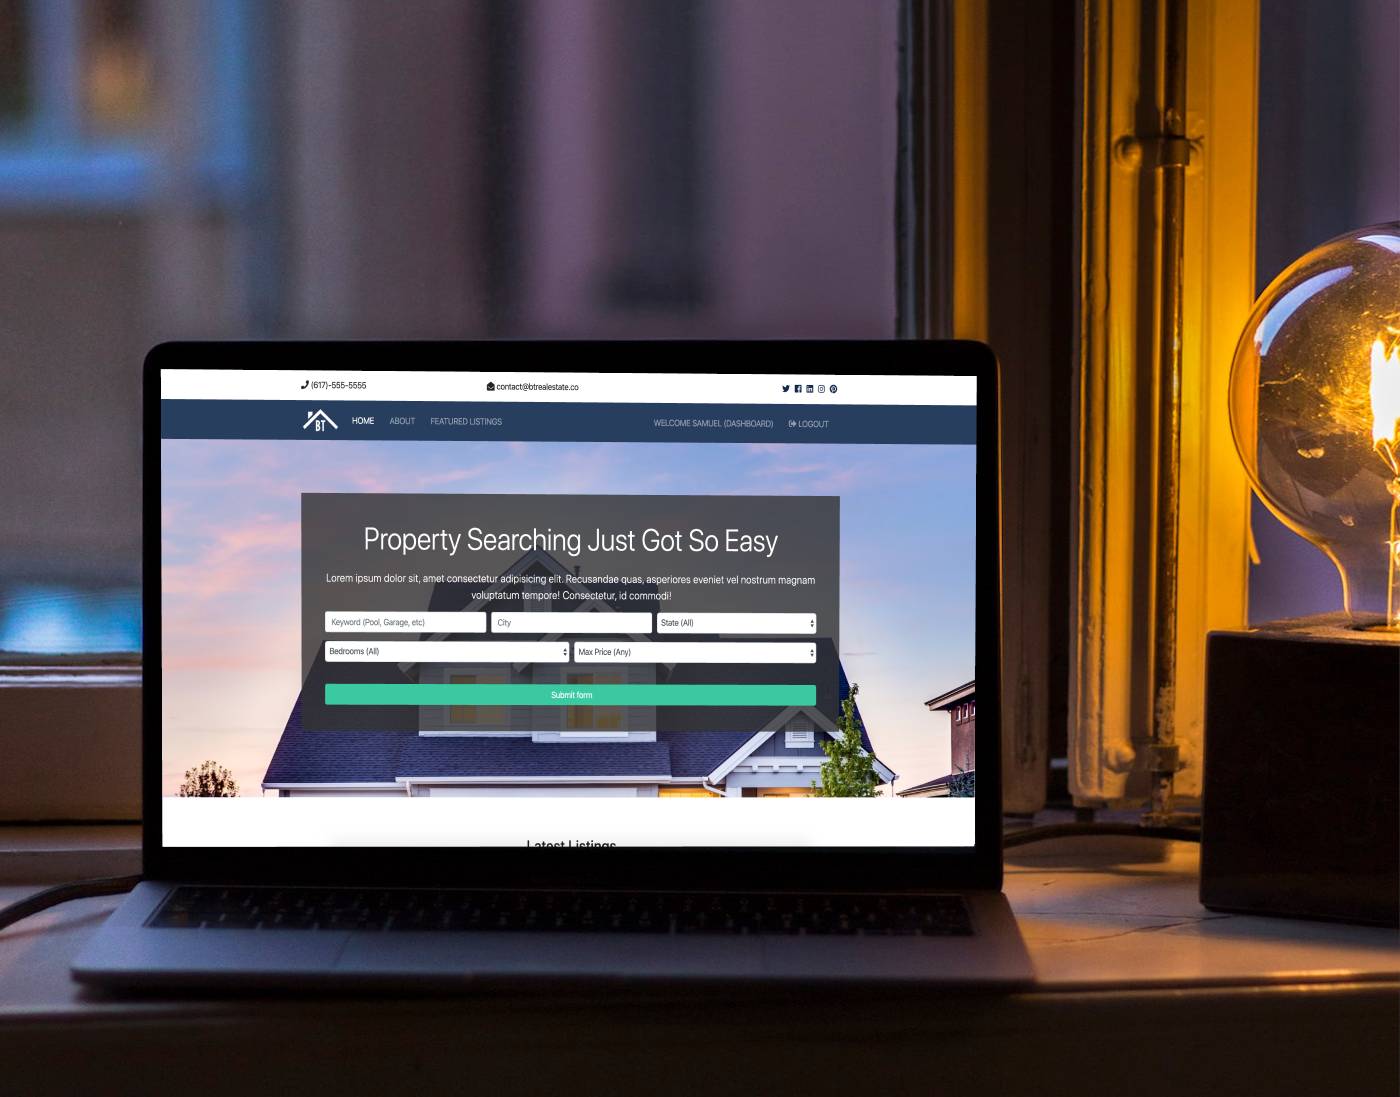 (617)-555-5555
contact@btrealestate.co
BT
HOME
ABOUT
FEATURED LISTINGS
WELCOME SAMUEL (DASHBOARD)
LOGOUT
Property Searching Just Got So Easy
Lorem ipsum dolor sit, amet consectetur adipisicing elit. Recusandae quas, asperiores eveniet vel nostrum magnam
voluptatum tempore! Consectetur, id commodi!
Keyword (Pool, Garage, etc)
City
State (All)
Bedrooms (All)
Max Price (Any)
Submit form
Latest Listings